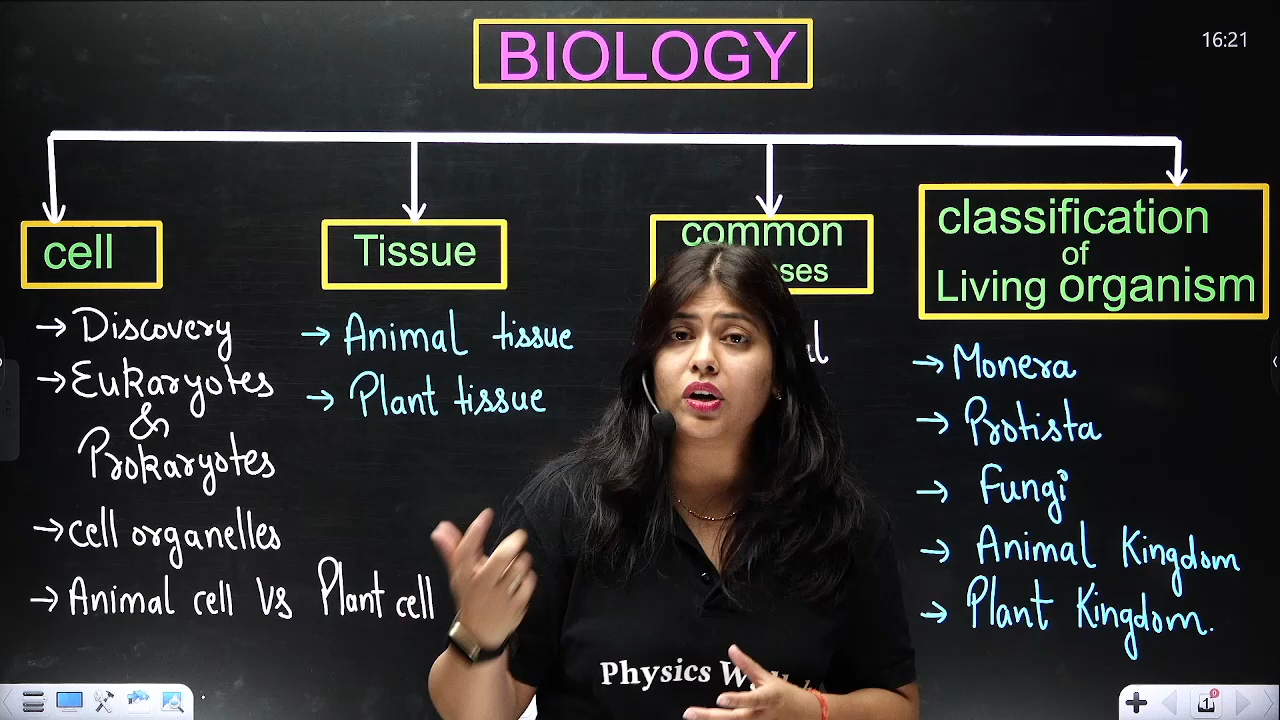 BIOLOGY
16:21
cell
Tissue
common
classification
of
Living organism
→ Discovery
→ Eukaryotes
&
Prokaryotes
→ cell organelles
→ Animal cell Vs Plant cell
→ Animal tissue
→ Plant tissue
→ Monera
→ Protista
→ Fungi
→ Animal Kingdom
→ Plant Kingdom.
Physics
1